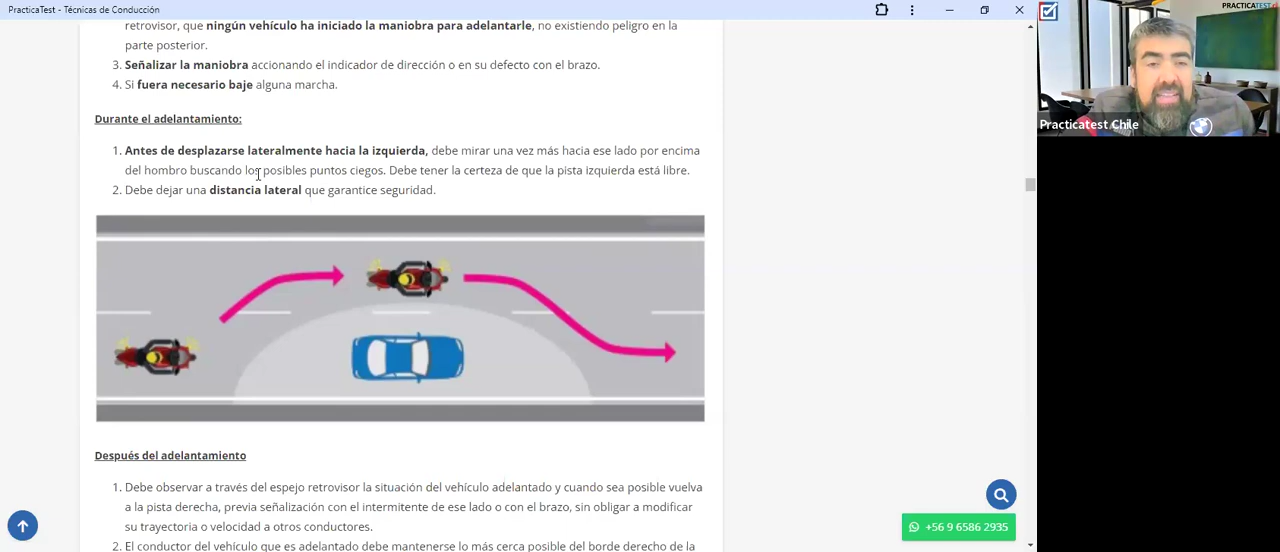 PracticaTest - Técnicas de Conducción
PRACTICATEST
retrovisor, que ningún vehículo ha iniciado la maniobra para adelantarle, no existiendo peligro en la
parte posterior.
3. Señalizar la maniobra accionando el indicador de dirección o en su defecto con el brazo.
4. Si fuera necesario baje alguna marcha.
Durante el adelantamiento:
1. Antes de desplazarse lateralmente hacia la izquierda, debe mirar una vez más hacia ese lado por encima
del hombro buscando los posibles puntos ciegos. Debe tener la certeza de que la pista izquierda está libre.
2. Debe dejar una distancia lateral que garantice seguridad.
Después del adelantamiento
1. Debe observar a través del espejo retrovisor la situación del vehículo adelantado y cuando sea posible vuelva
a la pista derecha, previa señalización con el intermitente de ese lado o con el brazo, sin obligar a modificar
su trayectoria o velocidad a otros conductores.
2. El conductor del vehículo que es adelantado debe mantenerse lo más cerca posible del borde derecho de la
+56 9 6586 2935
Practicatest Chile